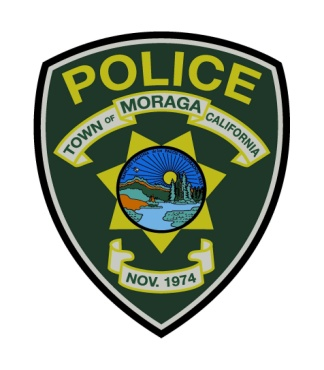 POLICE
TOWN OF MORAGA CALIFORNIA
NOV. 1974